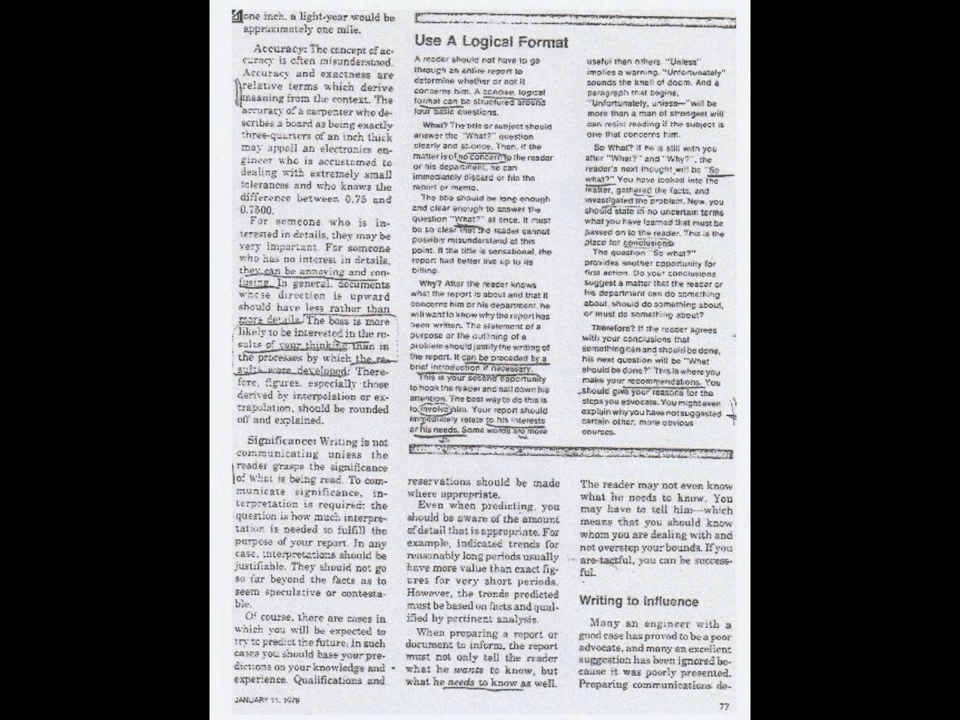 one inch, a light-year would be
approximately one mile.
Accuracy: The concept of ac-
curacy is often misunderstood.
Accuracy and exactness are
relative terms which derive
meaning from the context. The
accuracy of a carpenter who de-
scribes a board as being exactly
three-quarters of an inch thick
may appall an electronics en-
gineer who is accustomed to
dealing with extremely small
tolerances and who knows the
difference between 0.75 and
0.7500.
For someone who is in-
terested in details, they may be
very important. For someone
who has no interest in details,
they can be annoying and con-
fusing. In general, documents
whose direction is upward
should have less rather than
more details. The boss is more
likely to be interested in the re-
sults of your thinking than in
the processes by which the re-
sults were developed. There-
fore, figures, especially those
derived by interpolation or ex-
trapolation, should be rounded
off and explained.
Significance: Writing is not
communicating unless the
reader grasps the significance
of what is being read. To com-
municate significance, in-
terpretation is required; the
question is how much interpre-
tation is needed to fulfill the
purpose of your report. In any
case, interpretations should be
justifiable. They should not go
so far beyond the facts as to
seem speculative or contesta-
ble.
Of course, there are cases in
which you will be expected to
try to predict the future. In such
cases you should base your pre-
dictions on your knowledge and
experience. Qualifications and
Use A Logical Format
A reader should not have to go
through an entire report to
determine whether or not it
concerns him. A concise, logical
format can be structured around
four basic questions.
What? The title or subject should
answer the "What?" question
clearly and at once. Then, if the
matter is of no concern to the reader
or his department, he can
immediately discard or file the
report or memo.
The title should be long enough
and clear enough to answer the
question "What?" at once. It must
be so clear that the reader cannot
possibly misunderstand at this
point. If the title is sensational, the
report had better live up to its
billing.
Why? After the reader knows
what the report is about and that it
concerns him or his department, he
will want to know why the report has
been written. The statement of a
purpose or the outlining of a
problem should justify the writing of
the report. It can be preceded by a
brief introduction if necessary.
This is your second opportunity
to hook the reader and nail down his
attention. The best way to do this is
to involve him. Your report should
immediately relate to his interests
or his needs. Some words are more
useful than others. "Unless"
implies a warning. "Unfortunately"
sounds the knell of doom. And a
paragraph that begins,
"Unfortunately, unless—" will be
more than a man of strongest will
can resist reading if the subject is
one that concerns him.
So What? If he is still with you
after "What?" and "Why?", the
reader's next thought will be "So
what?" You have looked into the
matter, gathered the facts, and
investigated the problem. Now, you
should state in no uncertain terms
what you have learned that must be
passed on to the reader. This is the
place for conclusions.
The question "So what?"
provides another opportunity for
first action. Do your conclusions
suggest a matter that the reader or
his department can do something
about, should do something about,
or must do something about?
Therefore? If the reader agrees
with your conclusions that
something can and should be done,
his next question will be "What
should be done?" This is where you
make your recommendations. You
should give your reasons for the
steps you advocate. You might even
explain why you have not suggested
certain other, more obvious
courses.
reservations should be made
where appropriate.
Even when predicting, you
should be aware of the amount
of detail that is appropriate. For
example, indicated trends for
reasonably long periods usually
have more value than exact fig-
ures for very short periods.
However, the trends predicted
must be based on facts and qual-
ified by pertinent analysis.
When preparing a report or
document to inform, the report
must not only tell the reader
what he wants to know, but
what he needs to know as well.
The reader may not even know
what he needs to know. You
may have to tell him—which
means that you should know
whom you are dealing with and
not overstep your bounds. If you
are tactful, you can be success-
ful.
Writing to Influence
Many an engineer with a
good case has proved to be a poor
advocate, and many an excellent
suggestion has been ignored be-
cause it was poorly presented.
Preparing communications de-
JANUARY 11, 1979
77